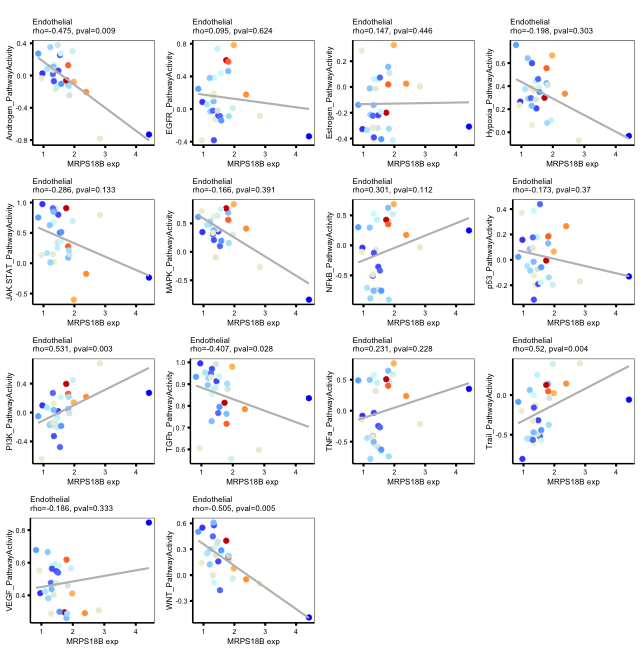 Endothelial
rho=-0.475, pval=0.009
Androgen_PathwayActivity
0.4
0.0
-0.4
-0.8
1
2
3
4
MRPS18B exp
Endothelial
rho=0.095, pval=0.624
EGFR_PathwayActivity
0.8
0.4
0.0
-0.4
1
2
3
4
MRPS18B exp
Endothelial
rho=0.147, pval=0.446
Estrogen_PathwayActivity
0.2
0.0
-0.2
-0.4
1
2
3
4
MRPS18B exp
Endothelial
rho=-0.198, pval=0.303
Hypoxia_PathwayActivity
0.6
0.4
0.2
0.0
1
2
3
4
MRPS18B exp
Endothelial
rho=-0.286, pval=0.133
JAK-STAT_PathwayActivity
1.0
0.5
0.0
-0.5
1
2
3
4
MRPS18B exp
Endothelial
rho=-0.166, pval=0.391
MAPK_PathwayActivity
0.5
0.0
-0.5
1
2
3
4
MRPS18B exp
Endothelial
rho=0.301, pval=0.112
NFkB_PathwayActivity
0.5
0.0
-0.5
1
2
3
4
MRPS18B exp
Endothelial
rho=-0.173, pval=0.37
p53_PathwayActivity
0.4
0.2
0.0
-0.2
1
2
3
4
MRPS18B exp
Endothelial
rho=0.531, pval=0.003
PI3K_PathwayActivity
0.4
0.0
-0.4
1
2
3
4
MRPS18B exp
Endothelial
rho=-0.407, pval=0.028
TGFb_PathwayActivity
1.0
0.9
0.8
0.7
0.6
1
2
3
4
MRPS18B exp
Endothelial
rho=0.231, pval=0.228
TNFa_PathwayActivity
0.5
0.0
-0.5
1
2
3
4
MRPS18B exp
Endothelial
rho=0.52, pval=0.004
Trail_PathwayActivity
0.0
-0.5
1
2
3
4
MRPS18B exp
Endothelial
rho=-0.186, pval=0.333
VEGF_PathwayActivity
0.8
0.6
0.4
1
2
3
4
MRPS18B exp
Endothelial
rho=-0.505, pval=0.005
WNT_PathwayActivity
0.6
0.3
0.0
-0.3
1
2
3
4
MRPS18B exp